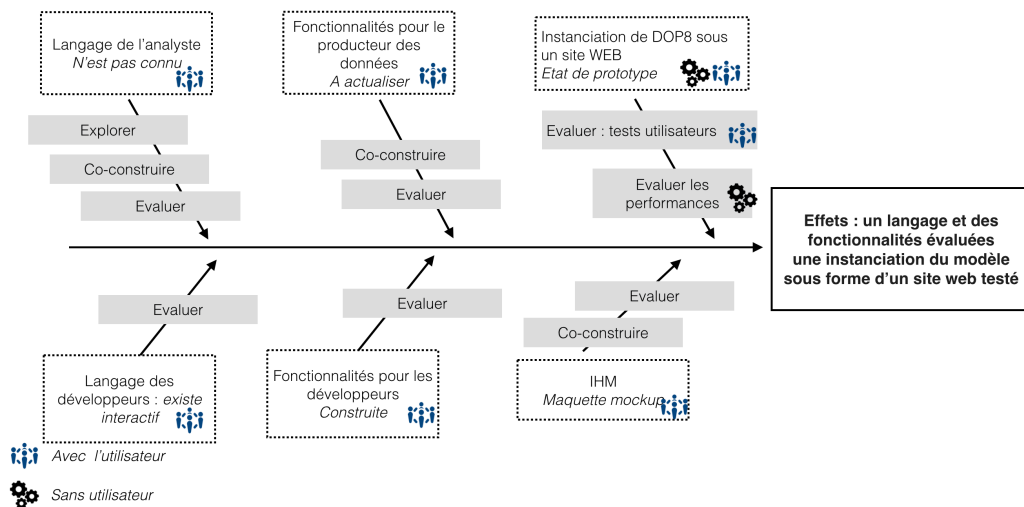 Langage de l'analyste
N'est pas connu
Fonctionnalités pour le
producteur des
données
A actualiser
Instanciation de DOP8 sous
un site WEB
Etat de prototype
Explorer
Co-construire
Evaluer
Co-construire
Evaluer
Evaluer : tests utilisateurs
Evaluer les
performances
Effets : un langage et des
fonctionnalités évaluées
une instanciation du modèle
sous forme d'un site web testé
Evaluer
Evaluer
Evaluer
Co-construire
Langage des
développeurs : existe
interactif
Fonctionnalités pour les
développeurs
Construite
IHM
Maquette mockup
Avec l'utilisateur
Sans utilisateur